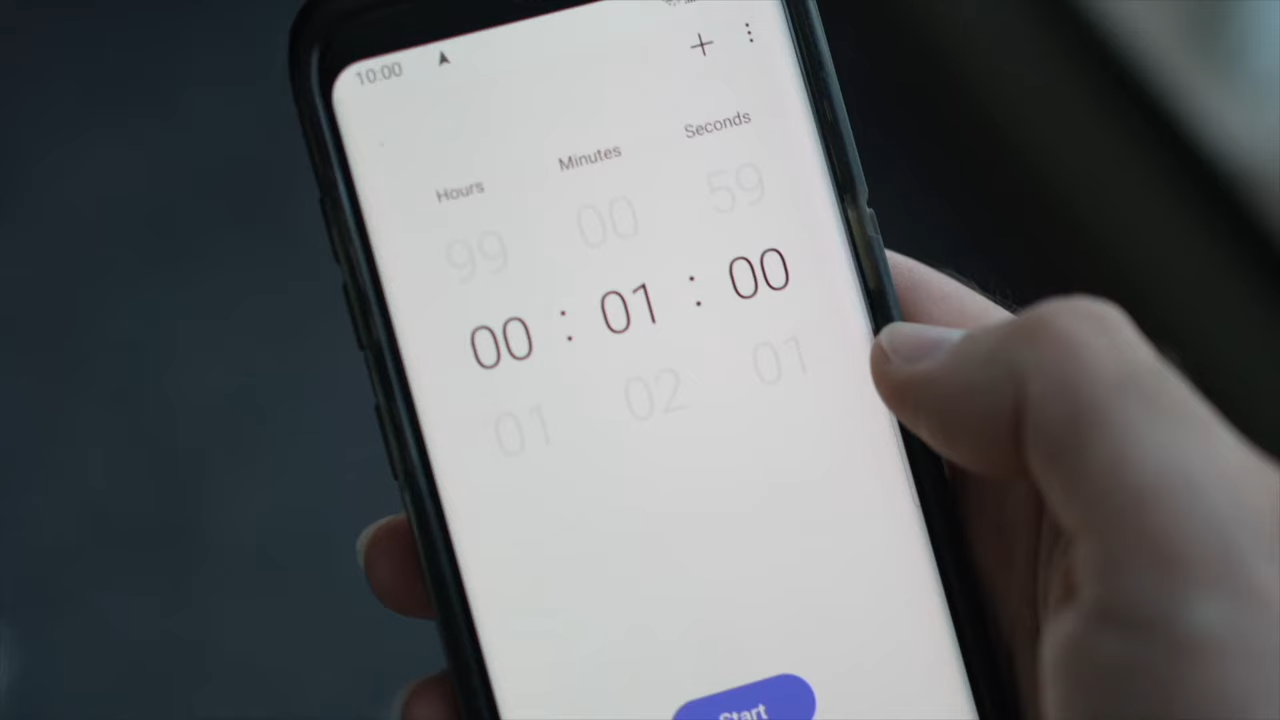 10:00
Hours Minutes Seconds
99 00 59
00 : 01 : 00
01 02 01
Start